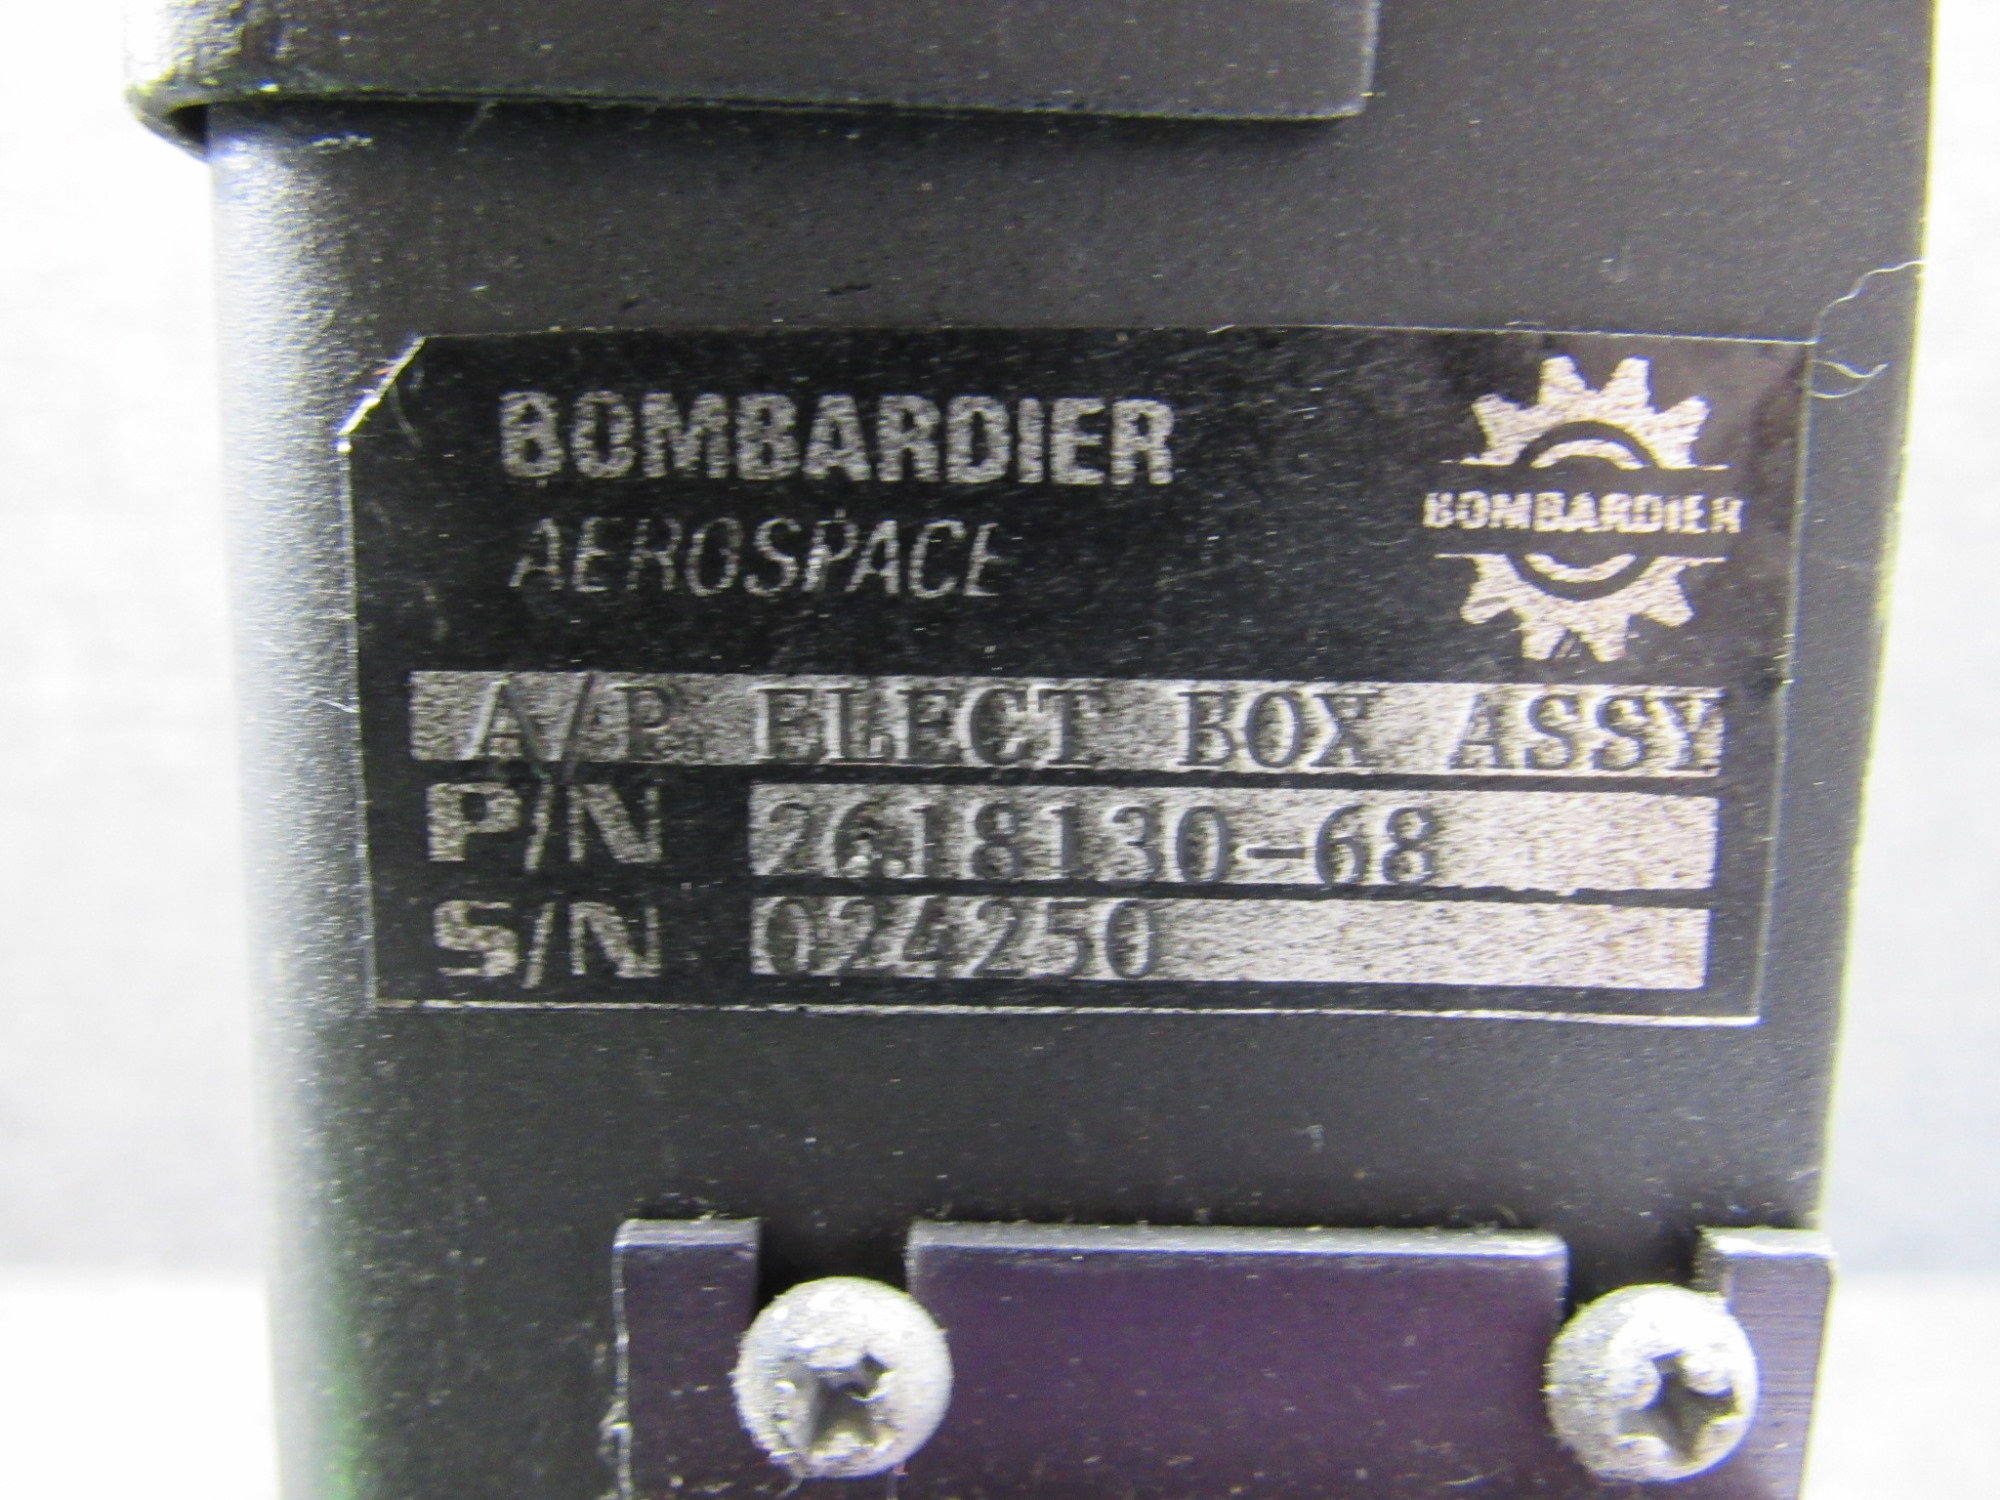 BOMBARDIER
AEROSPACE
BOMBARDIER
A/P ELECT BOX ASSY
P/N 2618130-68
S/N 024250